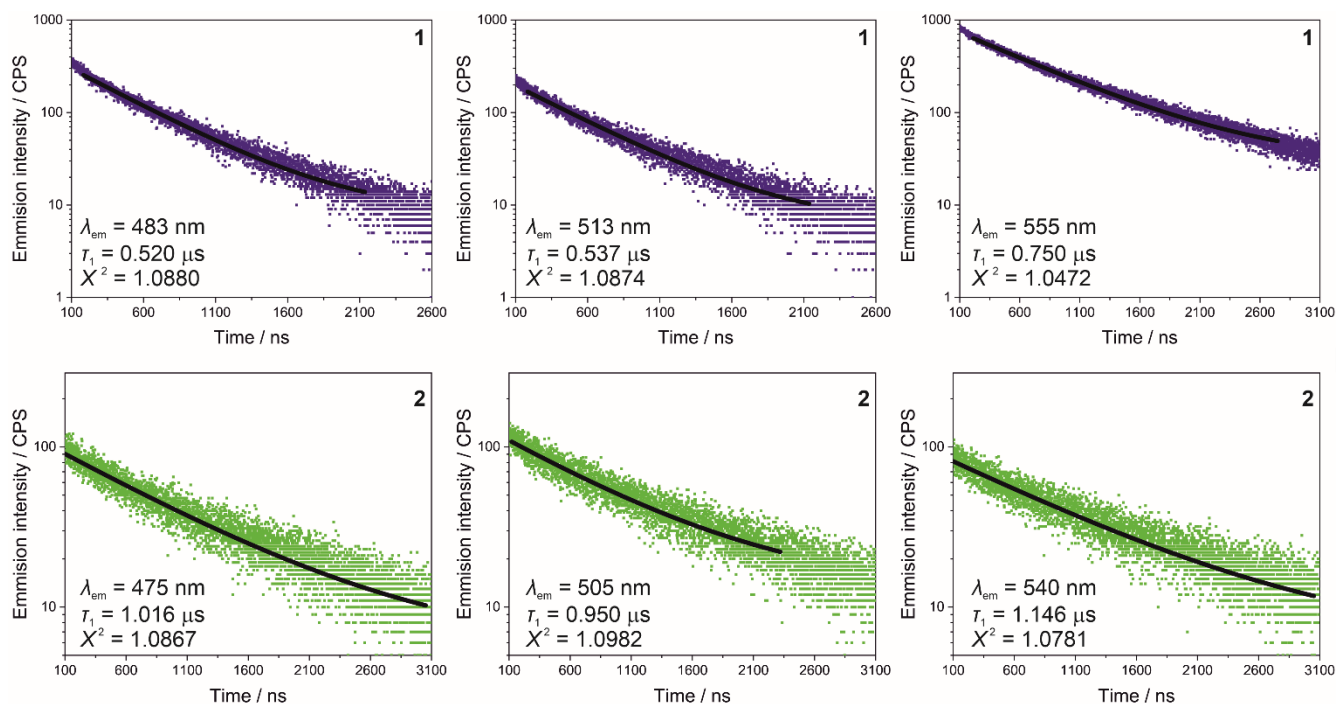 1
1000
100
10
1
Emmision intensity / CPS
λem = 483 nm
τ1 = 0.520 μs
X 2 = 1.0880
100 600 1100 1600 2100 2600
Time / ns
1
1000
100
10
1
Emmision intensity / CPS
λem = 513 nm
τ1 = 0.537 μs
X 2 = 1.0874
100 600 1100 1600 2100 2600
Time / ns
1
1000
100
10
1
Emmision intensity / CPS
λem = 555 nm
τ1 = 0.750 μs
X 2 = 1.0472
100 600 1100 1600 2100 2600 3100
Time / ns
2
100
10
Emmision intensity / CPS
λem = 475 nm
τ1 = 1.016 μs
X 2 = 1.0867
100 600 1100 1600 2100 2600 3100
Time / ns
2
100
10
Emmision intensity / CPS
λem = 505 nm
τ1 = 0.950 μs
X 2 = 1.0982
100 600 1100 1600 2100 2600 3100
Time / ns
2
100
10
Emmision intensity / CPS
λem = 540 nm
τ1 = 1.146 μs
X 2 = 1.0781
100 600 1100 1600 2100 2600 3100
Time / ns